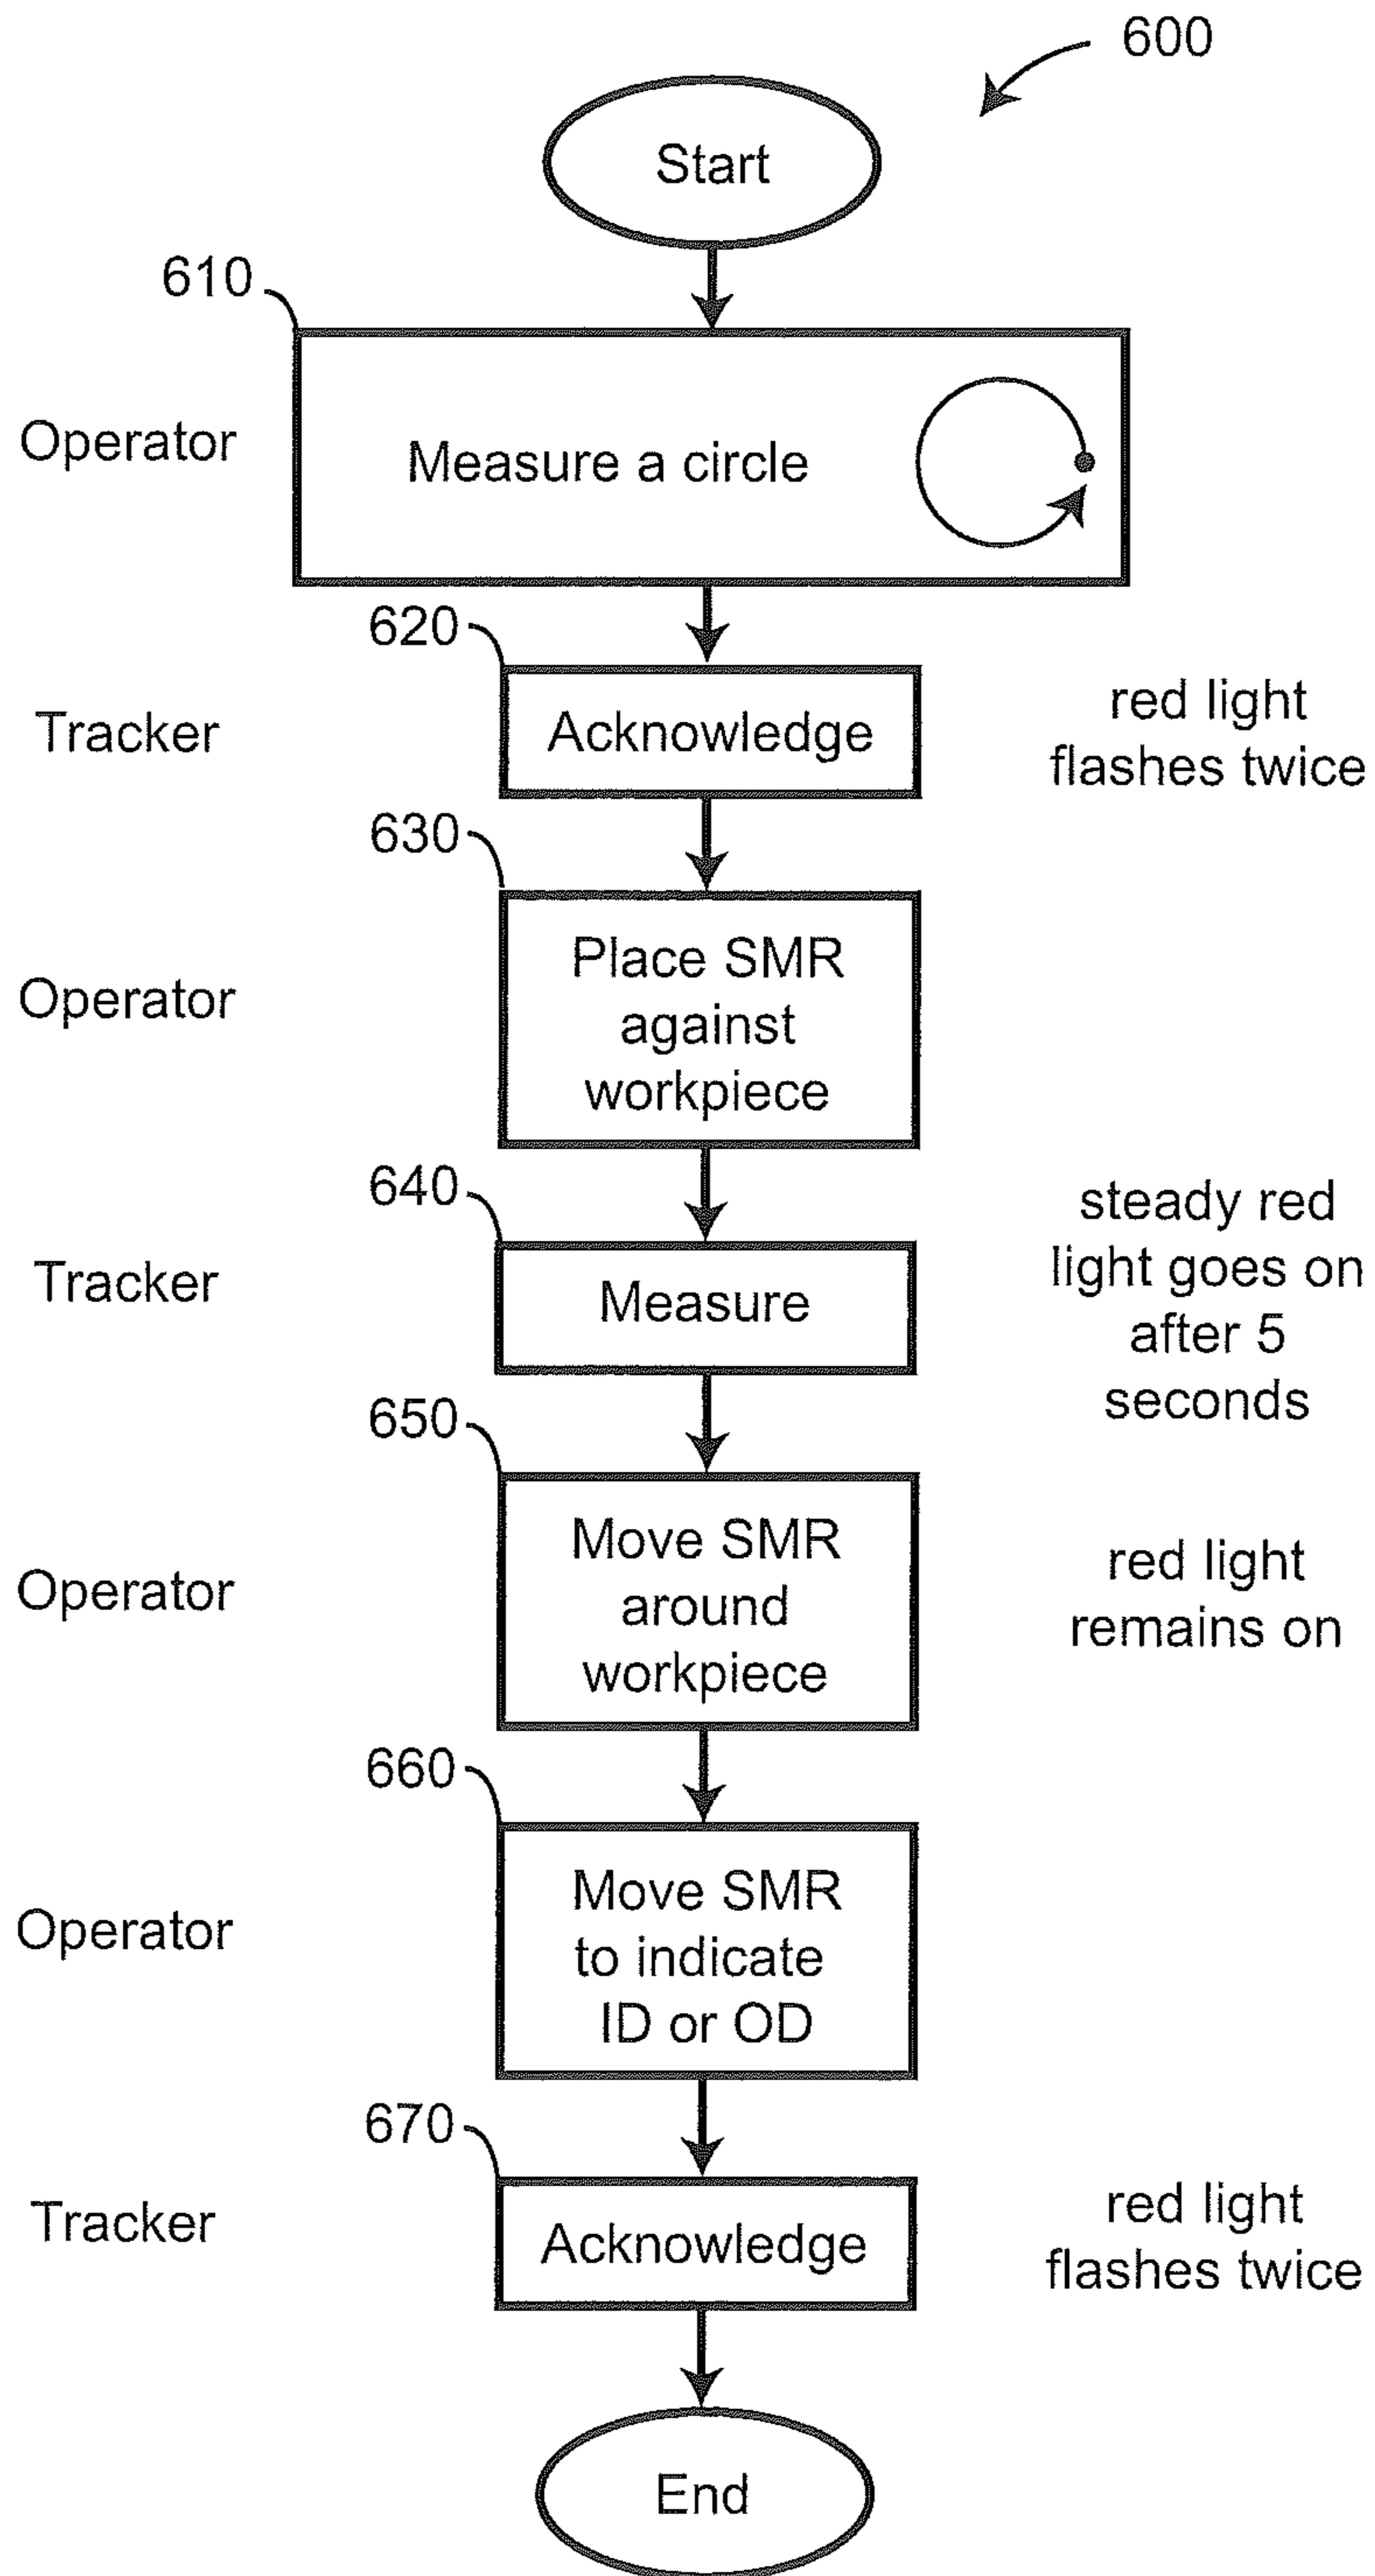 600
Start
610
Operator
Measure a circle
620
Tracker
Acknowledge
red light
flashes twice
630
Operator
Place SMR
against
workpiece
640
Tracker
Measure
steady red
light goes on
after 5
seconds
650
Operator
Move SMR
around
workpiece
red light
remains on
660
Operator
Move SMR
to indicate
ID or OD
670
Tracker
Acknowledge
red light
flashes twice
End